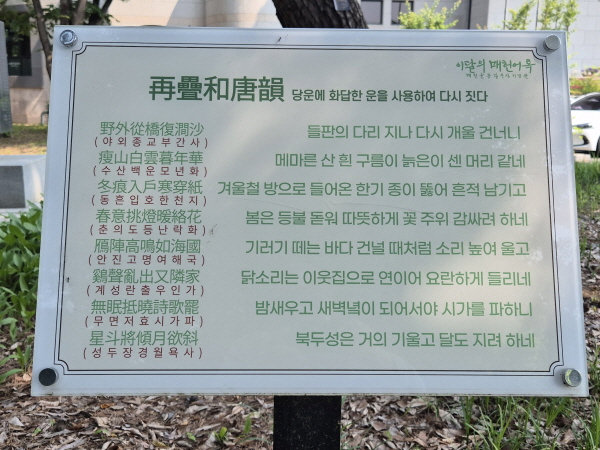 이달의 매천어록
再疊和唐韻 당운에 화답한 운을 사용하여 다시 짓다
野外從橋復澗沙 들판의 다리 지나 다시 개울 건너니
(야외종교부간사)
瘦山白雲暮年華 메마른 산 흰 구름이 늙은이 센 머리 같네
(수산백운모년화)
冬痕入戶寒穿紙 겨울철 방으로 들어온 한기 종이 뚫어 흔적 남기고
(동흔입호한천지)
春意挑燈暖絡花 봄은 등불 돋워 따뜻하게 꽃 주위 감싸려 하네
(춘의도등난락화)
鴈陣高鳴如海國 기러기 떼는 바다 건널 때처럼 소리 높여 울고
(안진고명여해국)
鷄聲亂出又隣家 닭소리는 이웃집으로 연이어 요란하게 들리네
(계성란출우인가)
無眠抵曉詩歌罷 밤새우고 새벽녘이 되어서야 시가를 파하니
(무면저효시가파)
星斗將傾月欲斜 북두성은 거의 기울고 달도 지려 하네
(성두장경월욕사)